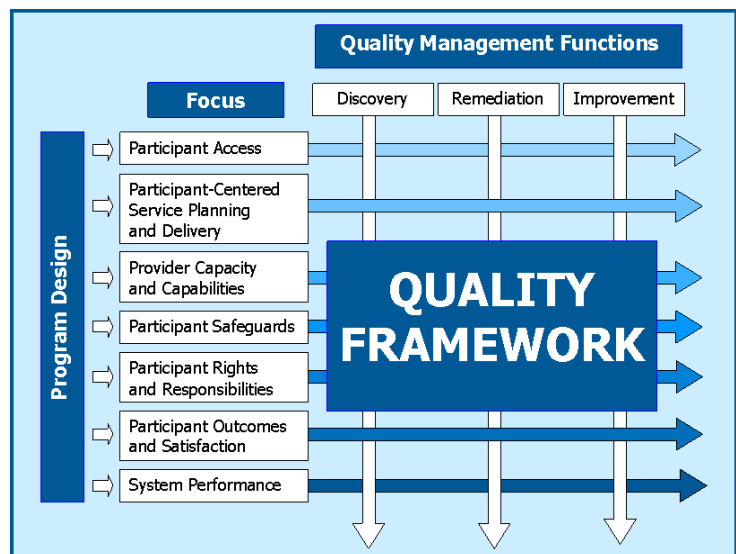 Quality Management Functions
Focus
Discovery
Remediation
Improvement
Program Design
Participant Access
Participant-Centered
Service Planning
and Delivery
Provider Capacity
and Capabilities
Participant Safeguards
Participant Rights
and Responsibilities
Participant Outcomes
and Satisfaction
System Performance
QUALITY
FRAMEWORK